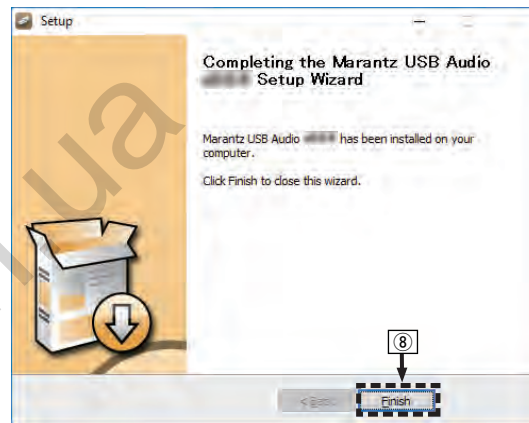 Setup
Completing the Marantz USB Audio
Setup Wizard
Marantz USB Audio has been installed on your
computer.
Click Finish to close this wizard.
⑧
Finish
ua